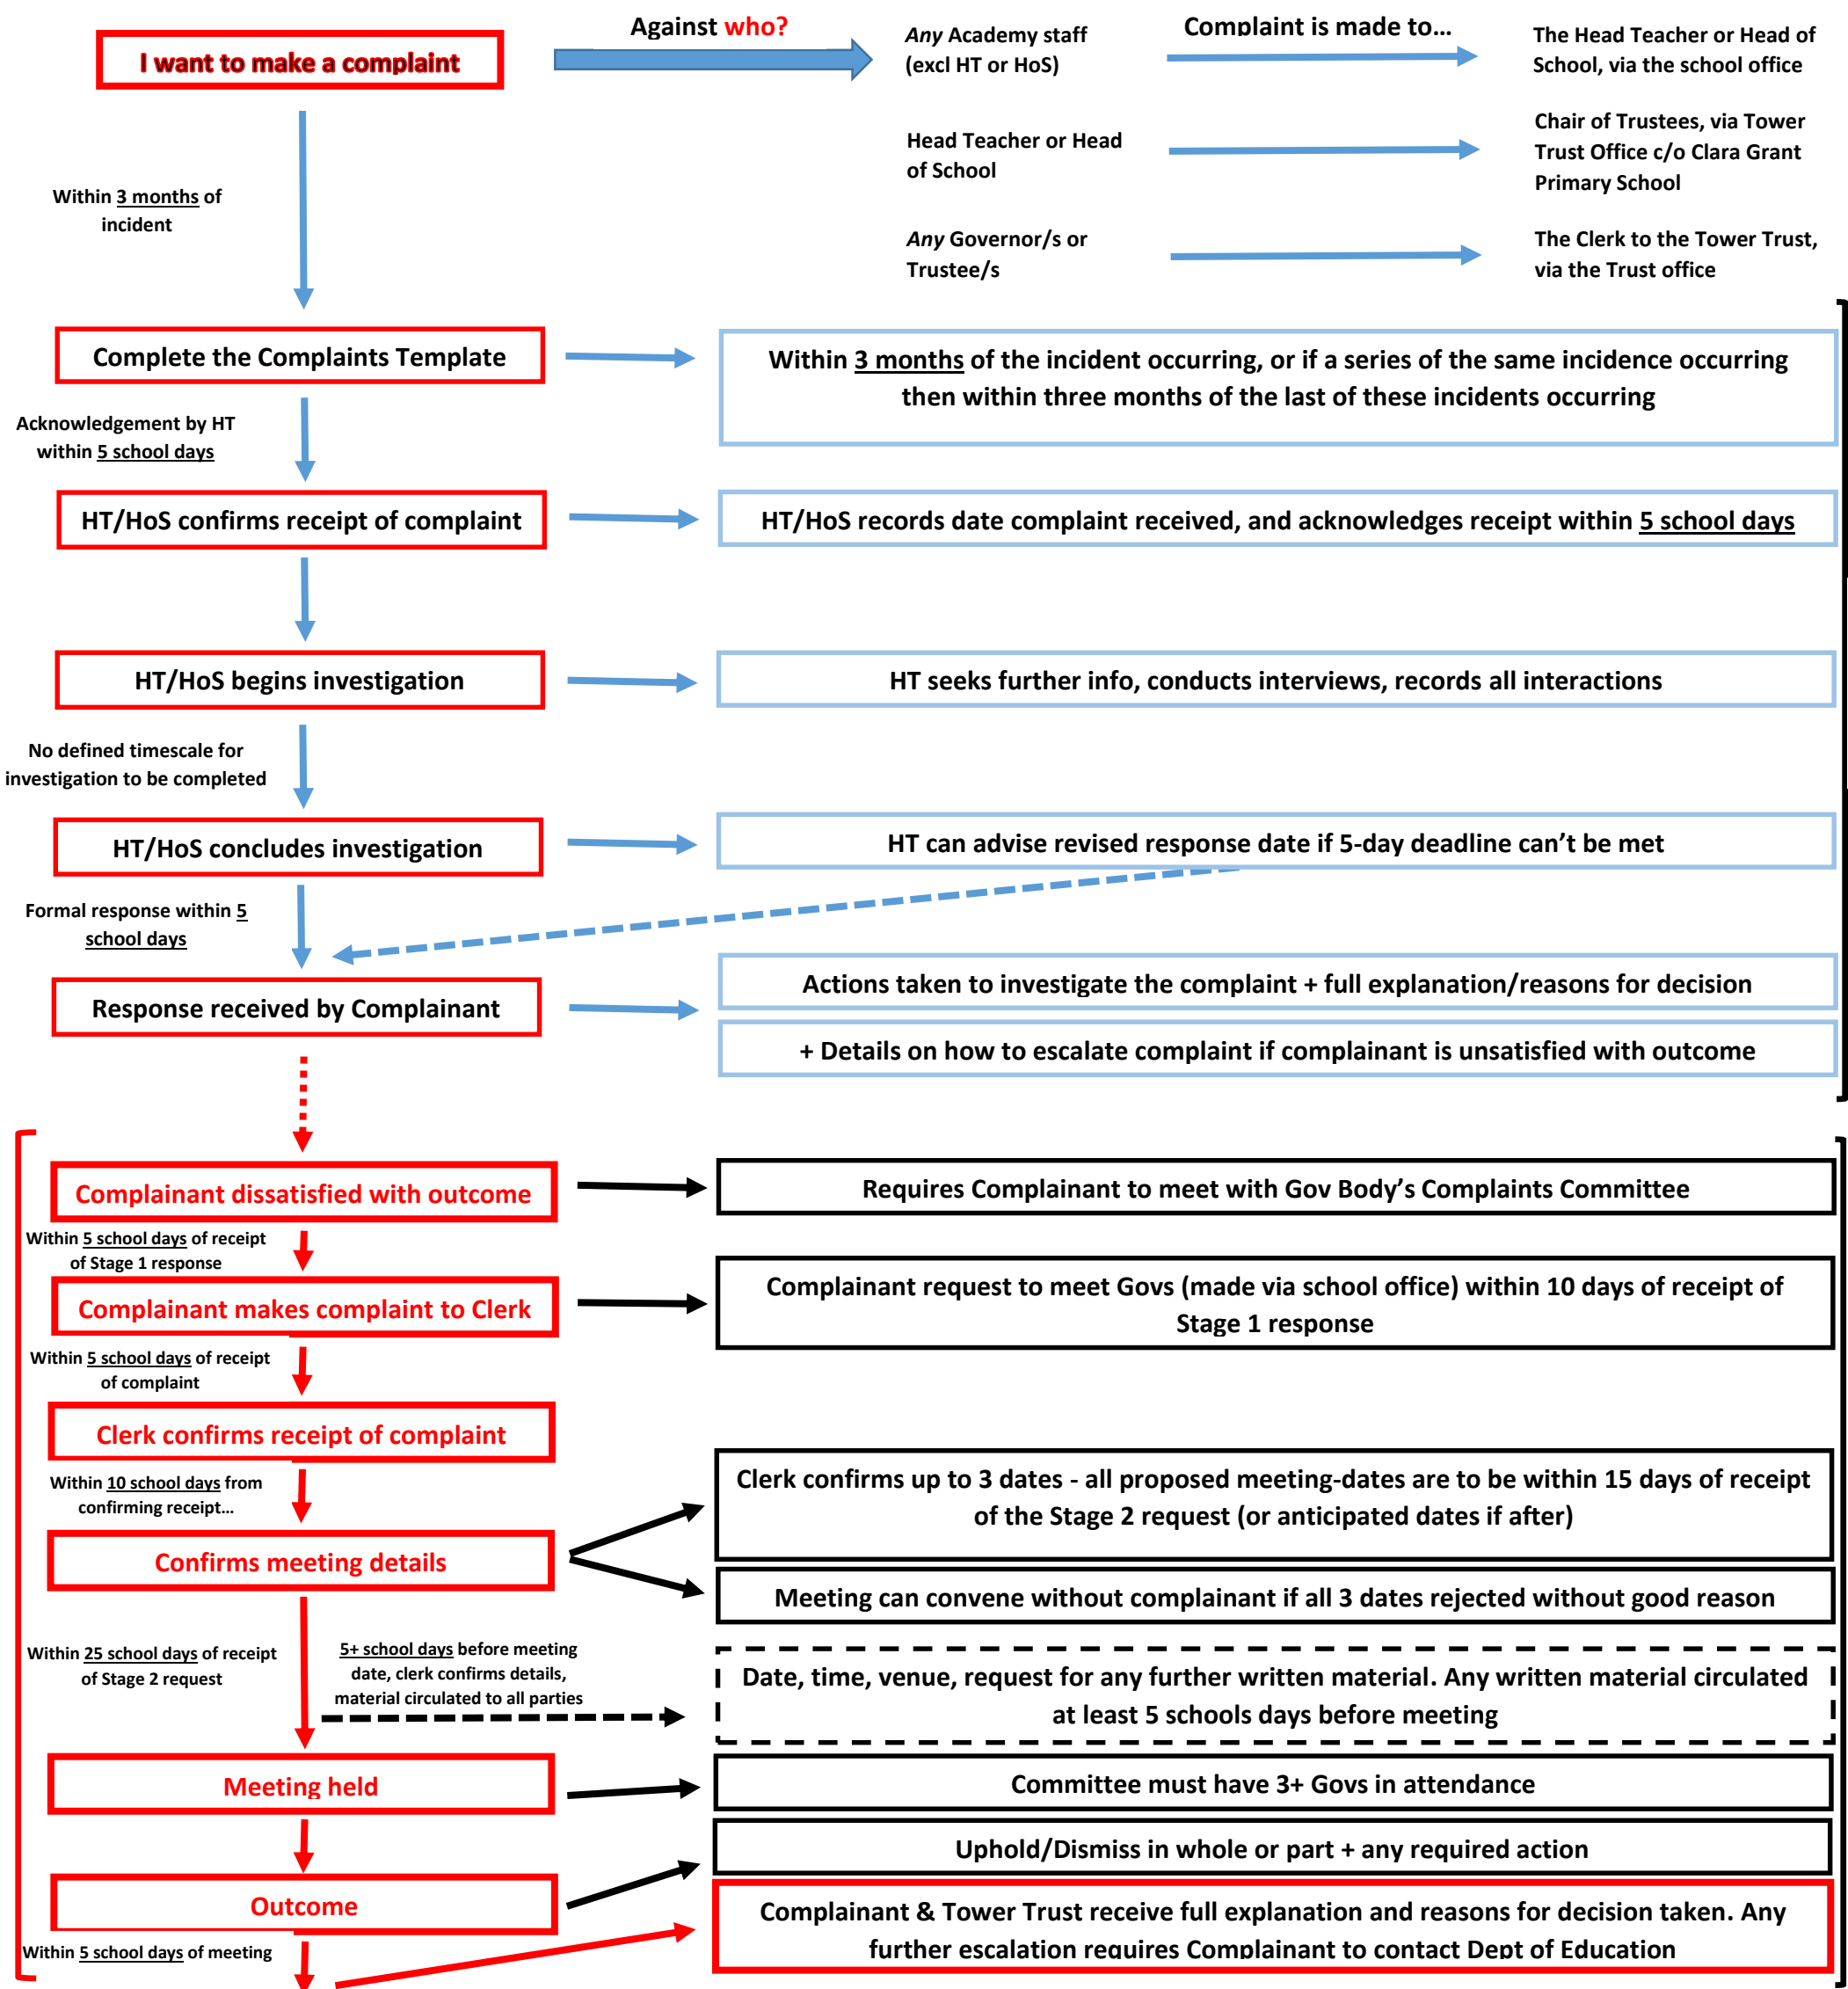 I want to make a complaint
Against who?
Any Academy staff
(excl HT or HoS)
Complaint is made to…
The Head Teacher or Head of
School, via the school office
Head Teacher or Head
of School
Chair of Trustees, via Tower
Trust Office c/o Clara Grant
Primary School
Within 3 months of
incident
Any Governor/s or
Trustee/s
The Clerk to the Tower Trust,
via the Trust office
Complete the Complaints Template
Within 3 months of the incident occurring, or if a series of the same incidence occurring
then within three months of the last of these incidents occurring
Acknowledgement by HT
within 5 school days
HT/HoS confirms receipt of complaint
HT/HoS records date complaint received, and acknowledges receipt within 5 school days
HT/HoS begins investigation
HT seeks further info, conducts interviews, records all interactions
No defined timescale for
investigation to be completed
HT/HoS concludes investigation
HT can advise revised response date if 5-day deadline can't be met
Formal response within 5
school days
Response received by Complainant
Actions taken to investigate the complaint + full explanation/reasons for decision
+ Details on how to escalate complaint if complainant is unsatisfied with outcome
Complainant dissatisfied with outcome
Requires Complainant to meet with Gov Body's Complaints Committee
Within 5 school days of receipt
of Stage 1 response
Complainant makes complaint to Clerk
Complainant request to meet Govs (made via school office) within 10 days of receipt of
Stage 1 response
Within 5 school days of receipt
of complaint
Clerk confirms receipt of complaint
Within 10 school days from
confirming receipt…
Clerk confirms up to 3 dates - all proposed meeting-dates are to be within 15 days of receipt
of the Stage 2 request (or anticipated dates if after)
Confirms meeting details
Meeting can convene without complainant if all 3 dates rejected without good reason
Within 25 school days of receipt
of Stage 2 request
5+ school days before meeting
date, clerk confirms details,
material circulated to all parties
Date, time, venue, request for any further written material. Any written material circulated
at least 5 schools days before meeting
Meeting held
Committee must have 3+ Govs in attendance
Outcome
Uphold/Dismiss in whole or part + any required action
Within 5 school days of meeting
Complainant & Tower Trust receive full explanation and reasons for decision taken. Any
further escalation requires Complainant to contact Dept of Education